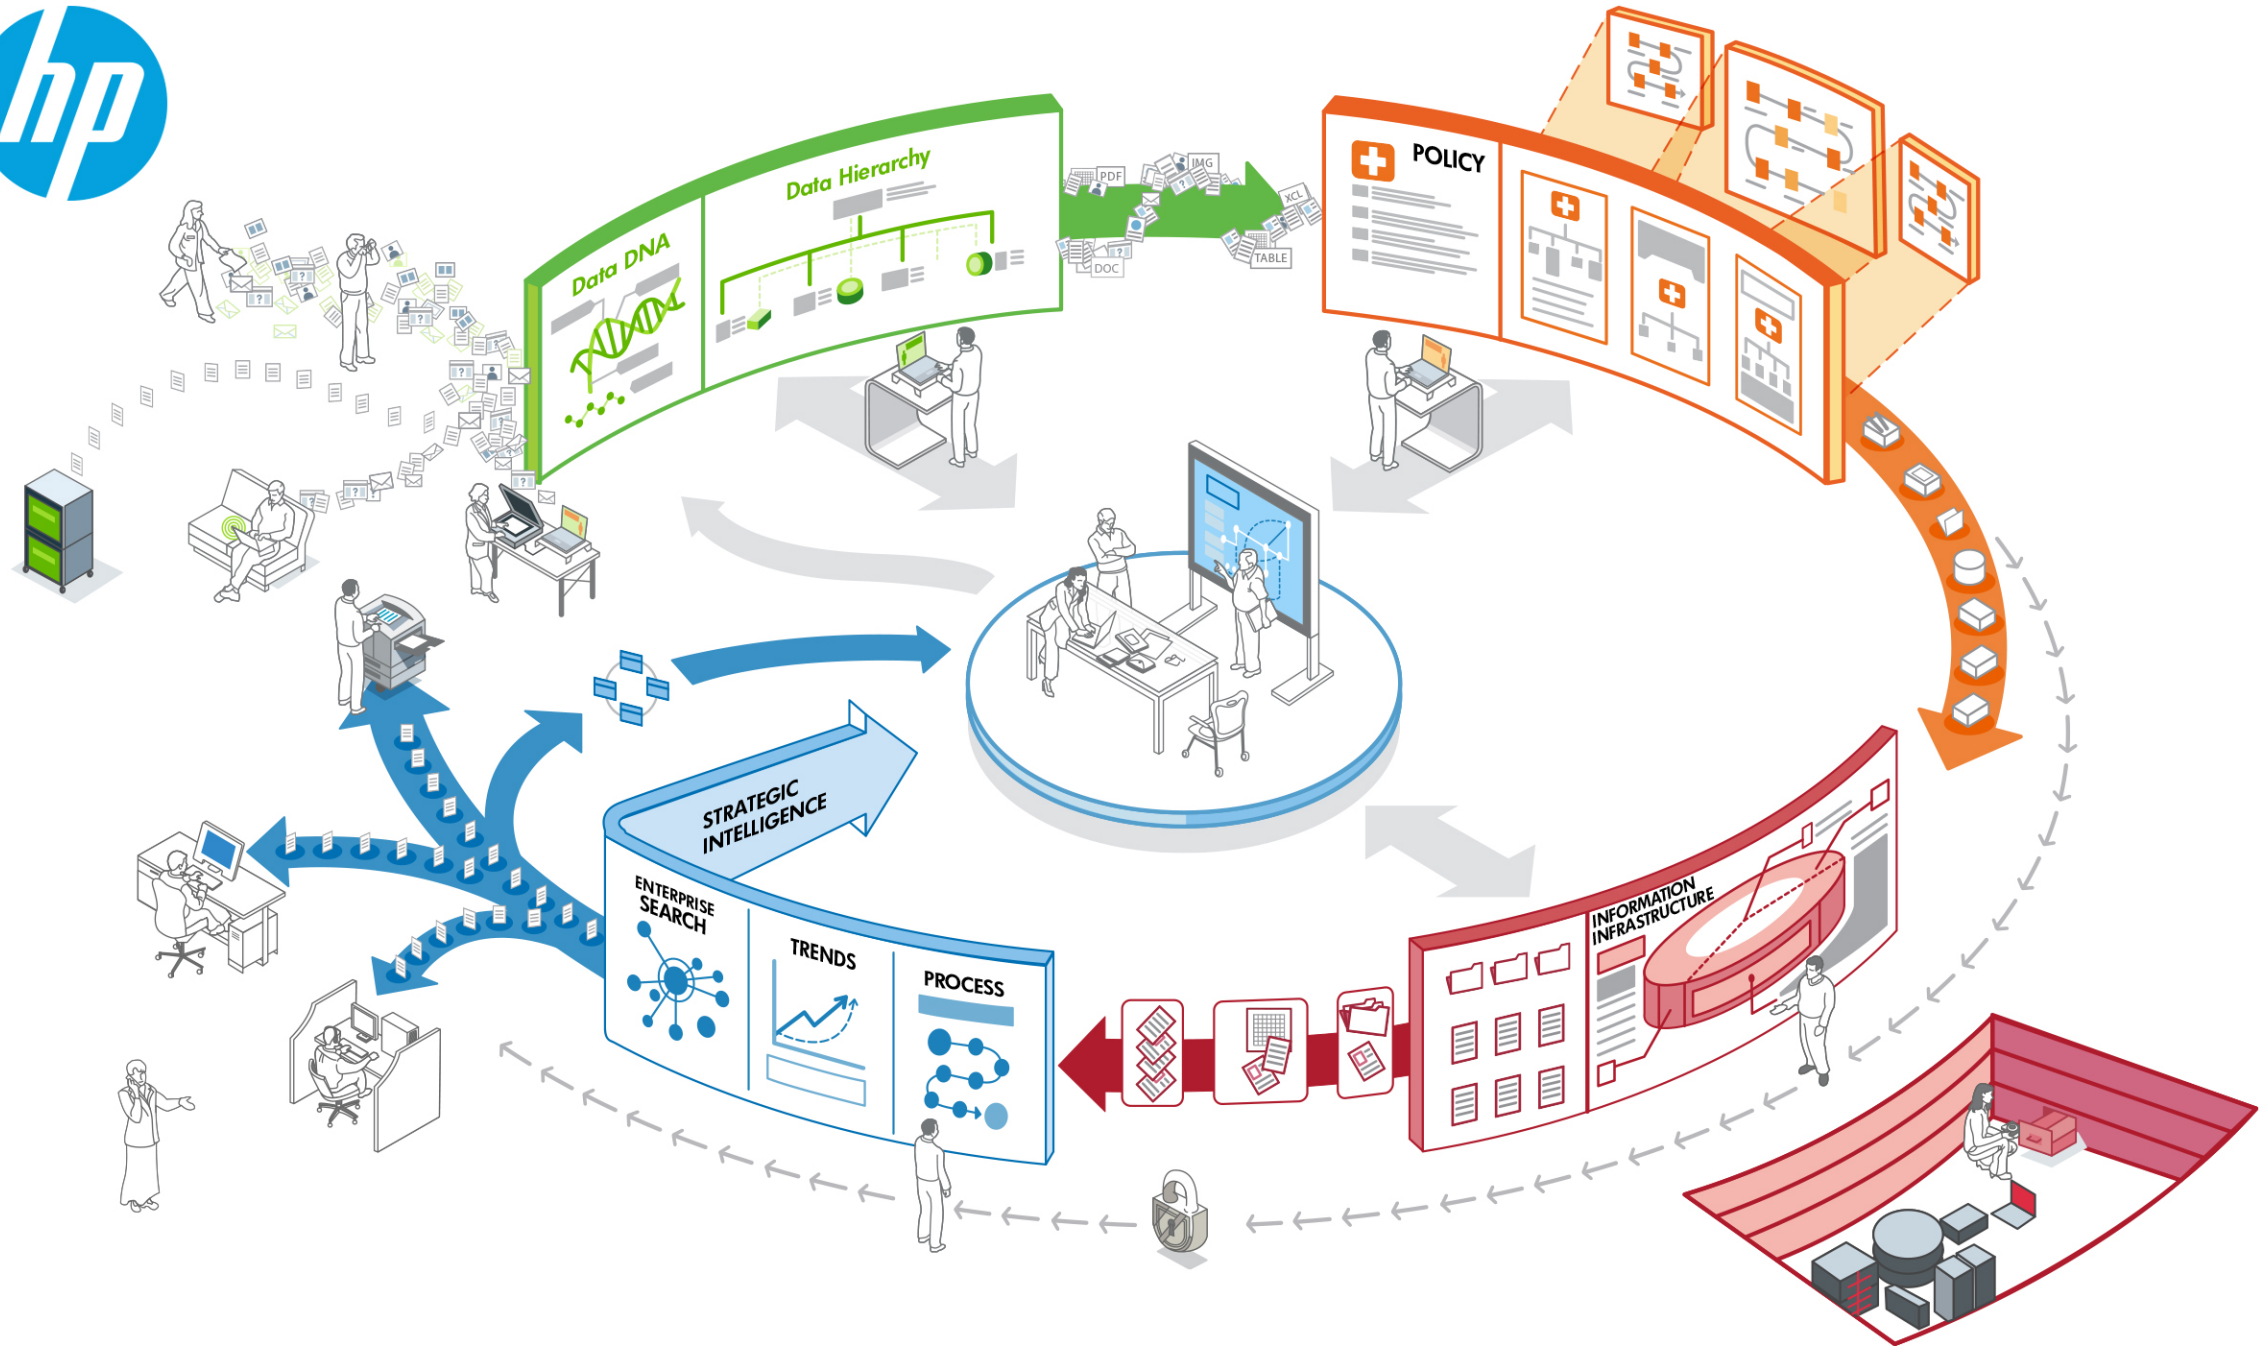 hp
Data DNA
Data Hierarchy
PDF
IMG
DOC
XCL
TABLE
POLICY
STRATEGIC
INTELLIGENCE
ENTERPRISE
SEARCH
TRENDS
PROCESS
INFORMATION
INFRASTRUCTURE